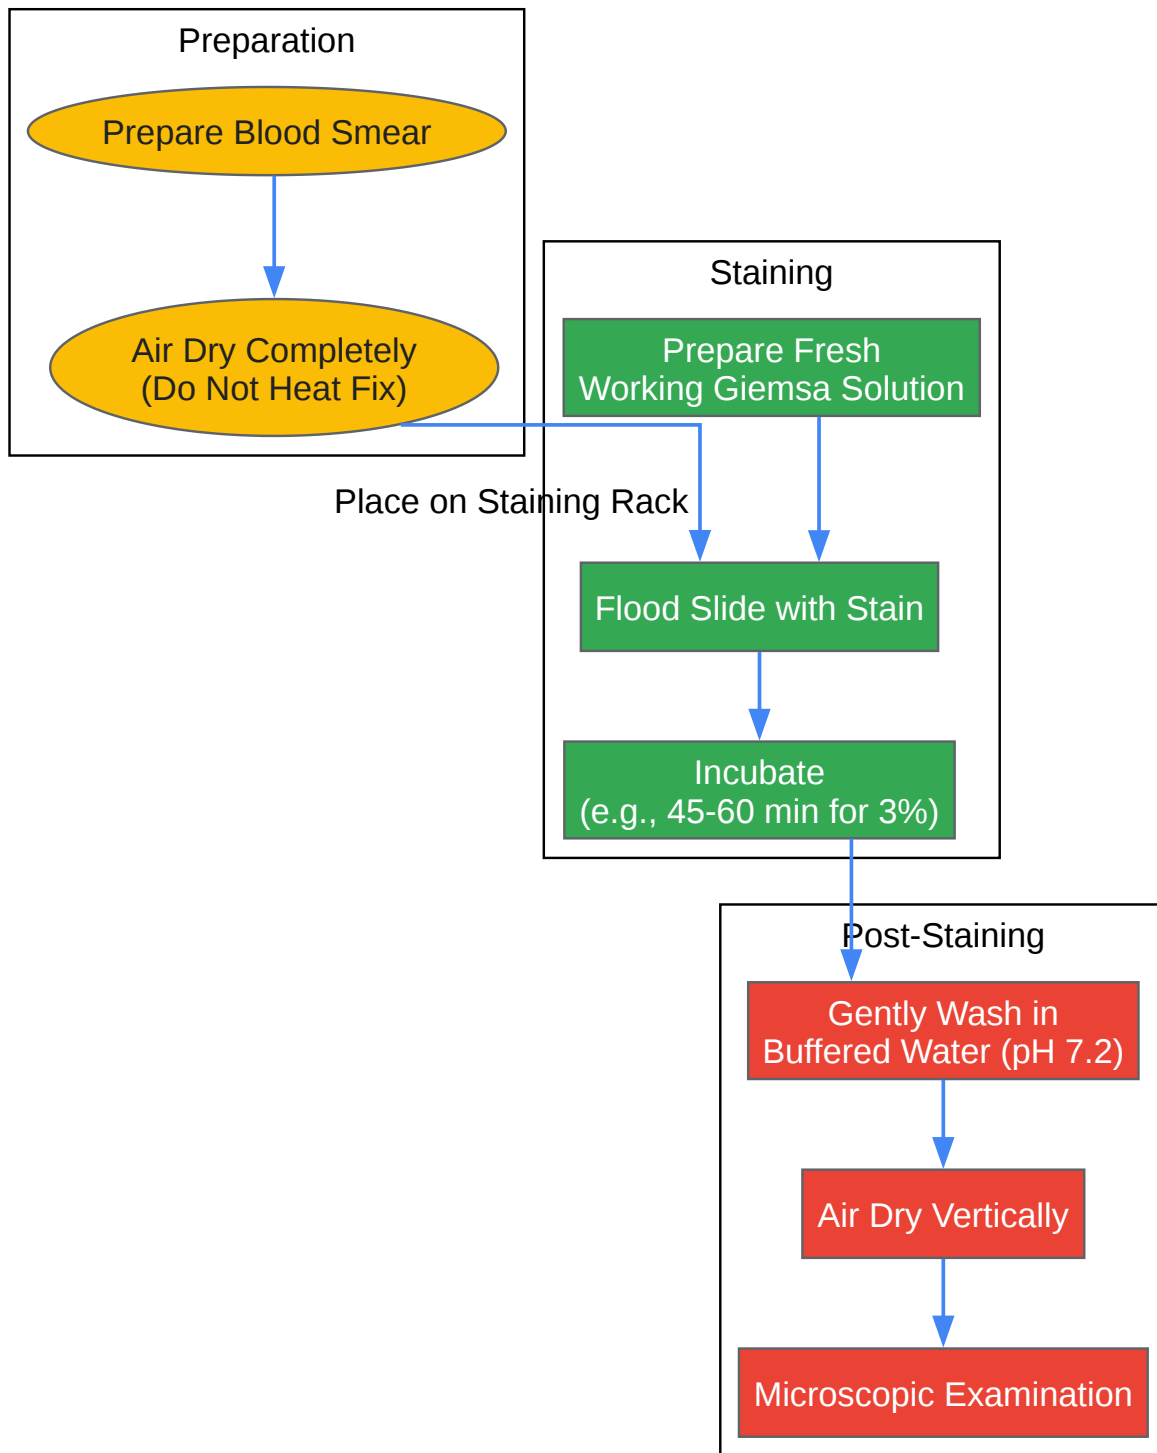 Preparation
Prepare Blood Smear
Air Dry Completely
(Do Not Heat Fix)
Place on Staining Rack
Staining
Prepare Fresh
Working Giemsa Solution
Flood Slide with Stain
Incubate
(e.g., 45-60 min for 3%)
Post-Staining
Gently Wash in
Buffered Water (pH 7.2)
Air Dry Vertically
Microscopic Examination